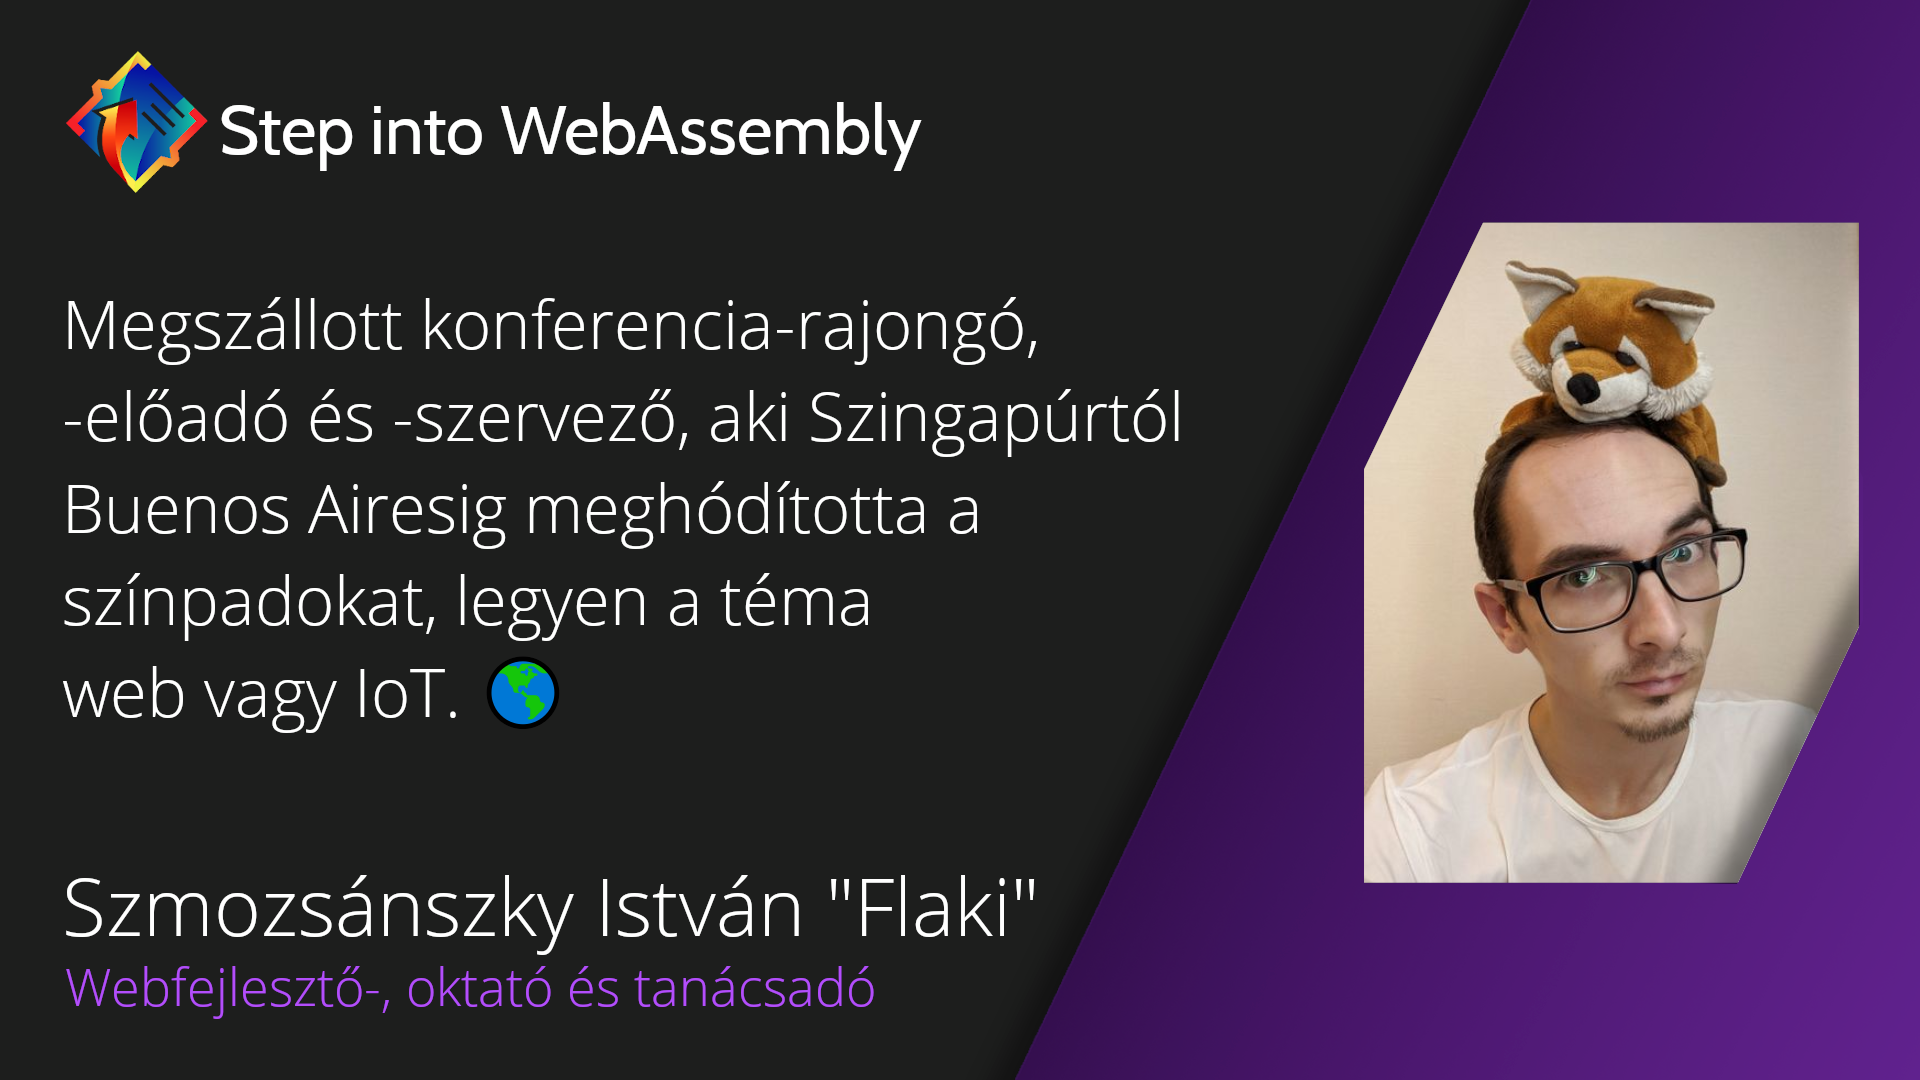 Step into WebAssembly
Megszállott konferencia-rajongó,
-előadó és -szervező, aki Szingapúrtól
Buenos Airesig meghódította a
színpadokat, legyen a téma
web vagy IoT.
Szmozsánszky István "Flaki"
Webfejlesztő-, oktató és tanácsadó